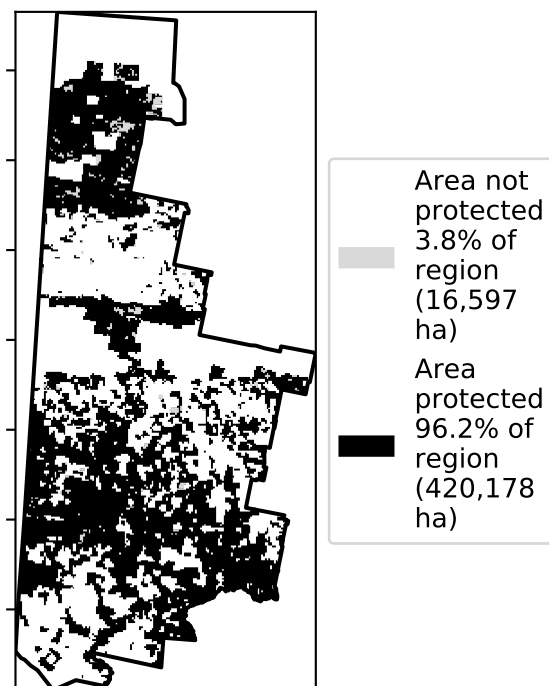 Area not
protected
3.8% of
region
(16,597
ha)
Area
protected
96.2% of
region
(420,178
ha)